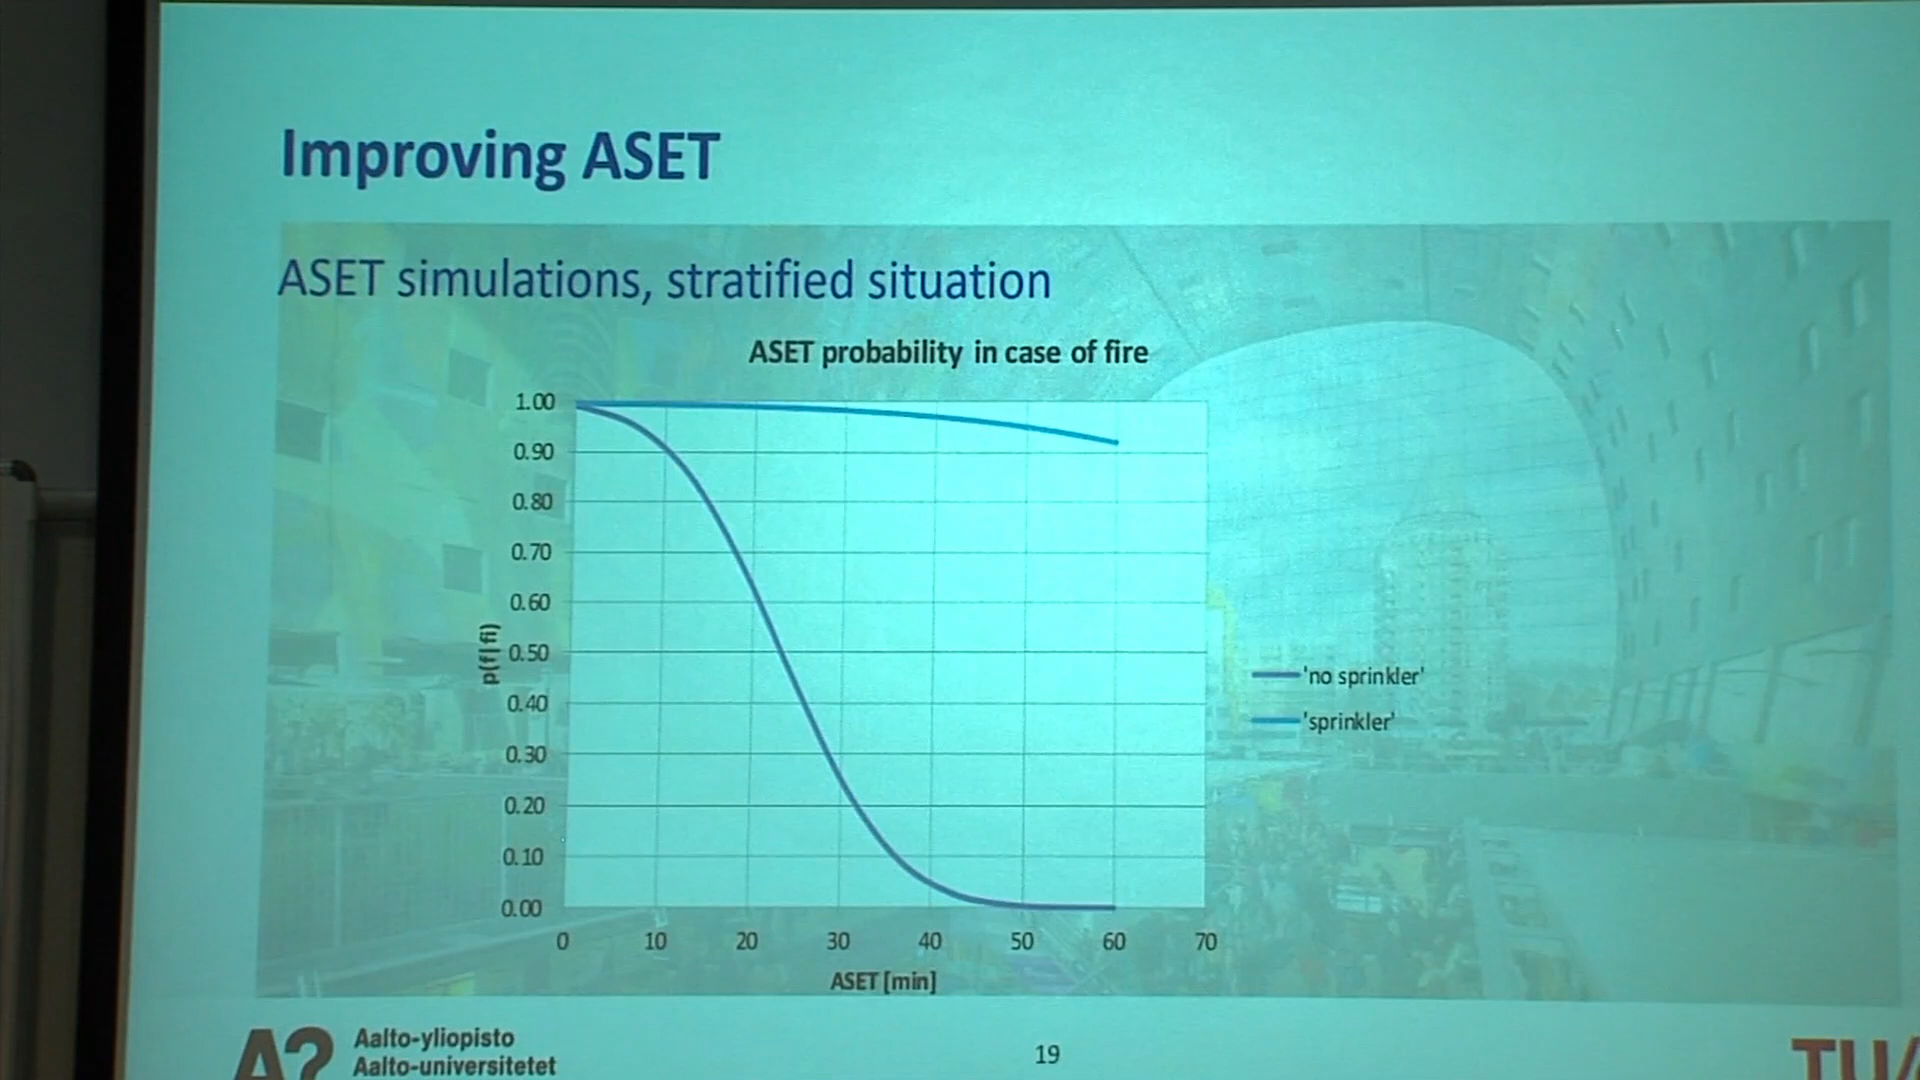 Improving ASET
ASET simulations, stratified situation
ASET probability in case of fire
1.00
0.90
0.80
0.70
0.60
0.50
0.40
0.30
0.20
0.10
0.00
p(f|fi)
0 10 20 30 40 50 60 70
ASET [min]
'no sprinkler'
'sprinkler'
A?
Aalto-yliopisto
Aalto-universitetet
19
TU/